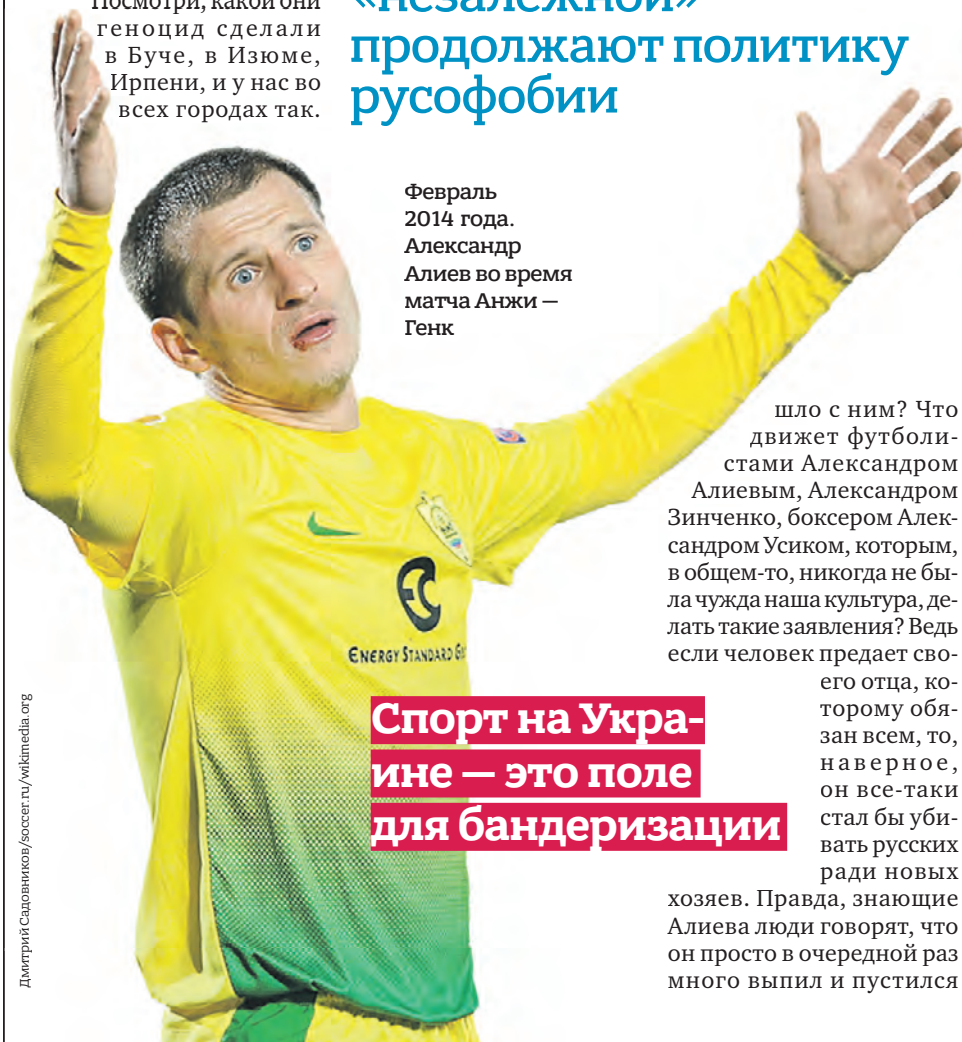 Посмотри, какой они
геноцид сделали
в Буче, в Изюме,
Ирпени, и у нас во
всех городах так.
«незалежной»
продолжают политику
русофобии
Февраль
2014 года.
Александр
Алиев во время
матча Анжи —
Генк
шло с ним? Что
движет футболи-
стами Александром
Алиевым, Александром
Зинченко, боксером Алек-
сандром Усиком, которым,
в общем-то, никогда не бы-
ла чужда наша культура, де-
лать такие заявления? Ведь
если человек предает сво-
его отца, ко-
торому обя-
зан всем, то,
наверное,
он все-таки
стал бы уби-
вать русских
ради новых
хозяев. Правда, знающие
Алиева люди говорят, что
он просто в очередной раз
много выпил и пустился
Спорт на Укра-
ине — это поле
для бандеризации
ENERGY STANDARD
Дмитрий Садовников/soccer.ru/wikimedia.org